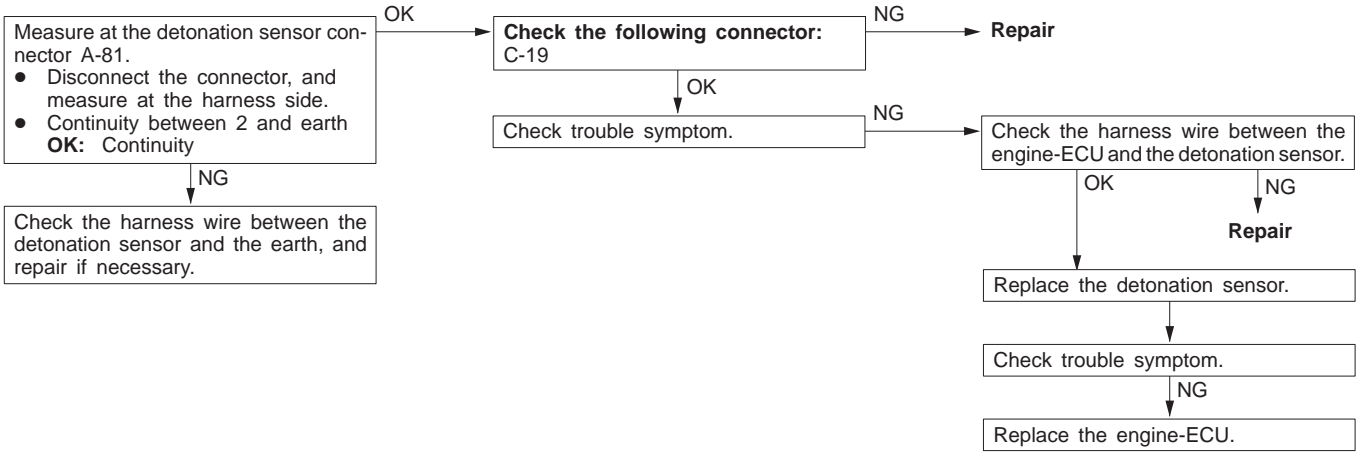 Measure at the detonation sensor con-
nector A-81.
● Disconnect the connector, and
measure at the harness side.
● Continuity between 2 and earth
OK: Continuity
OK
Check the following connector:
C-19
NG
Repair
OK
Check trouble symptom.
NG
Check the harness wire between the
engine-ECU and the detonation sensor.
NG
Check the harness wire between the
detonation sensor and the earth, and
repair if necessary.
OK
NG
Repair
Replace the detonation sensor.
Check trouble symptom.
NG
Replace the engine-ECU.